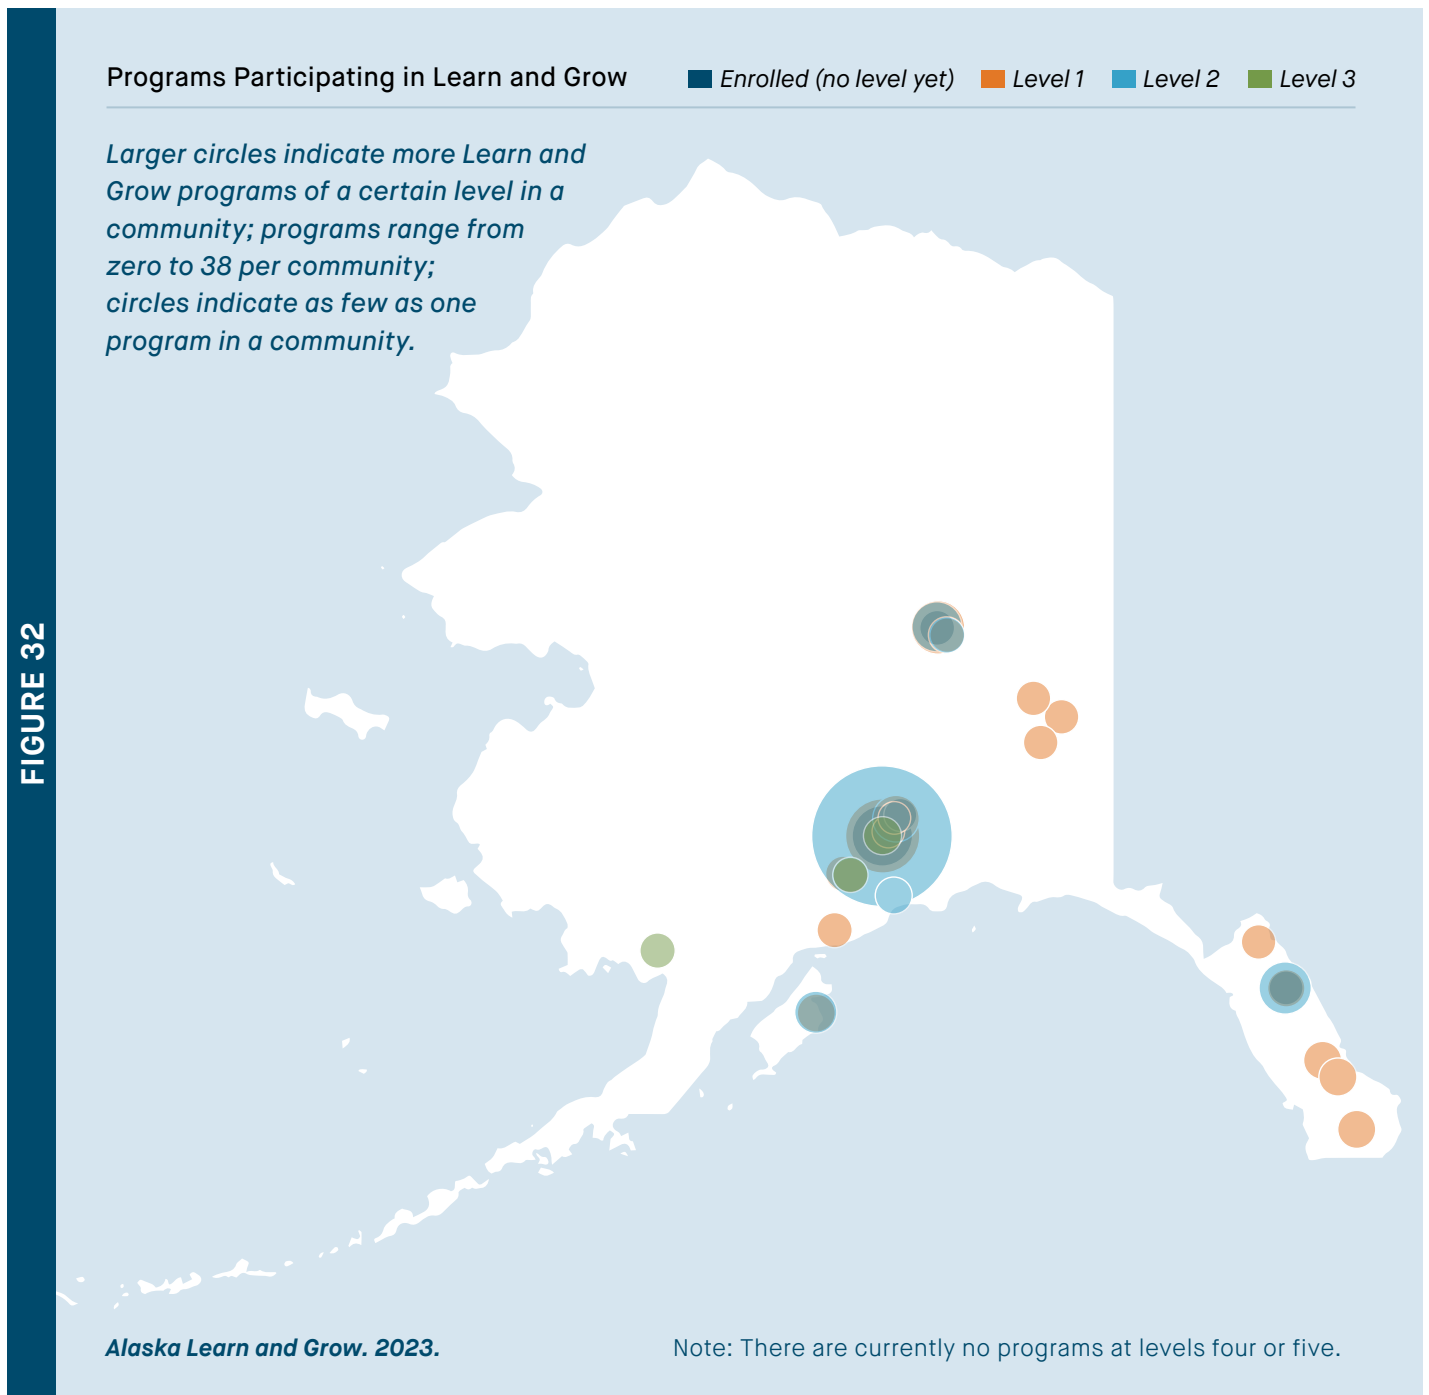 Programs Participating in Learn and Grow
Enrolled (no level yet)
Level 1
Level 2
Level 3
Larger circles indicate more Learn and
Grow programs of a certain level in a
community; programs range from
zero to 38 per community;
circles indicate as few as one
program in a community.
FIGURE 32
Alaska Learn and Grow. 2023.
Note: There are currently no programs at levels four or five.